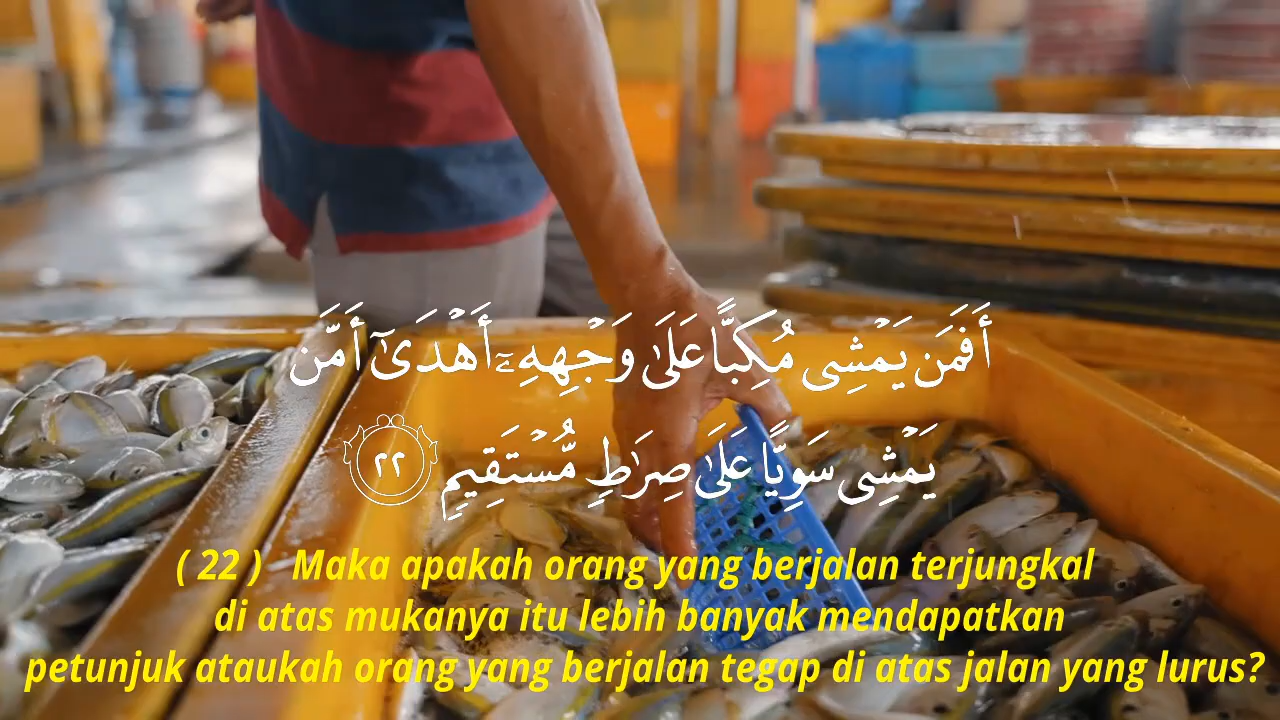 أَفَمَن يَمۡشِى مُكِبًّا عَلَىٰ وَجۡهِهِۦٓ أَهۡدَىٰٓ أَمَّن
يَمۡشِى سَوِيًّا عَلَىٰ صِرَٰطٍ مُّسۡتَقِيمٍ ٢٢
( 22 ) Maka apakah orang yang berjalan terjungkal
di atas mukanya itu lebih banyak mendapatkan
petunjuk ataukah orang yang berjalan tegap di atas jalan yang lurus?